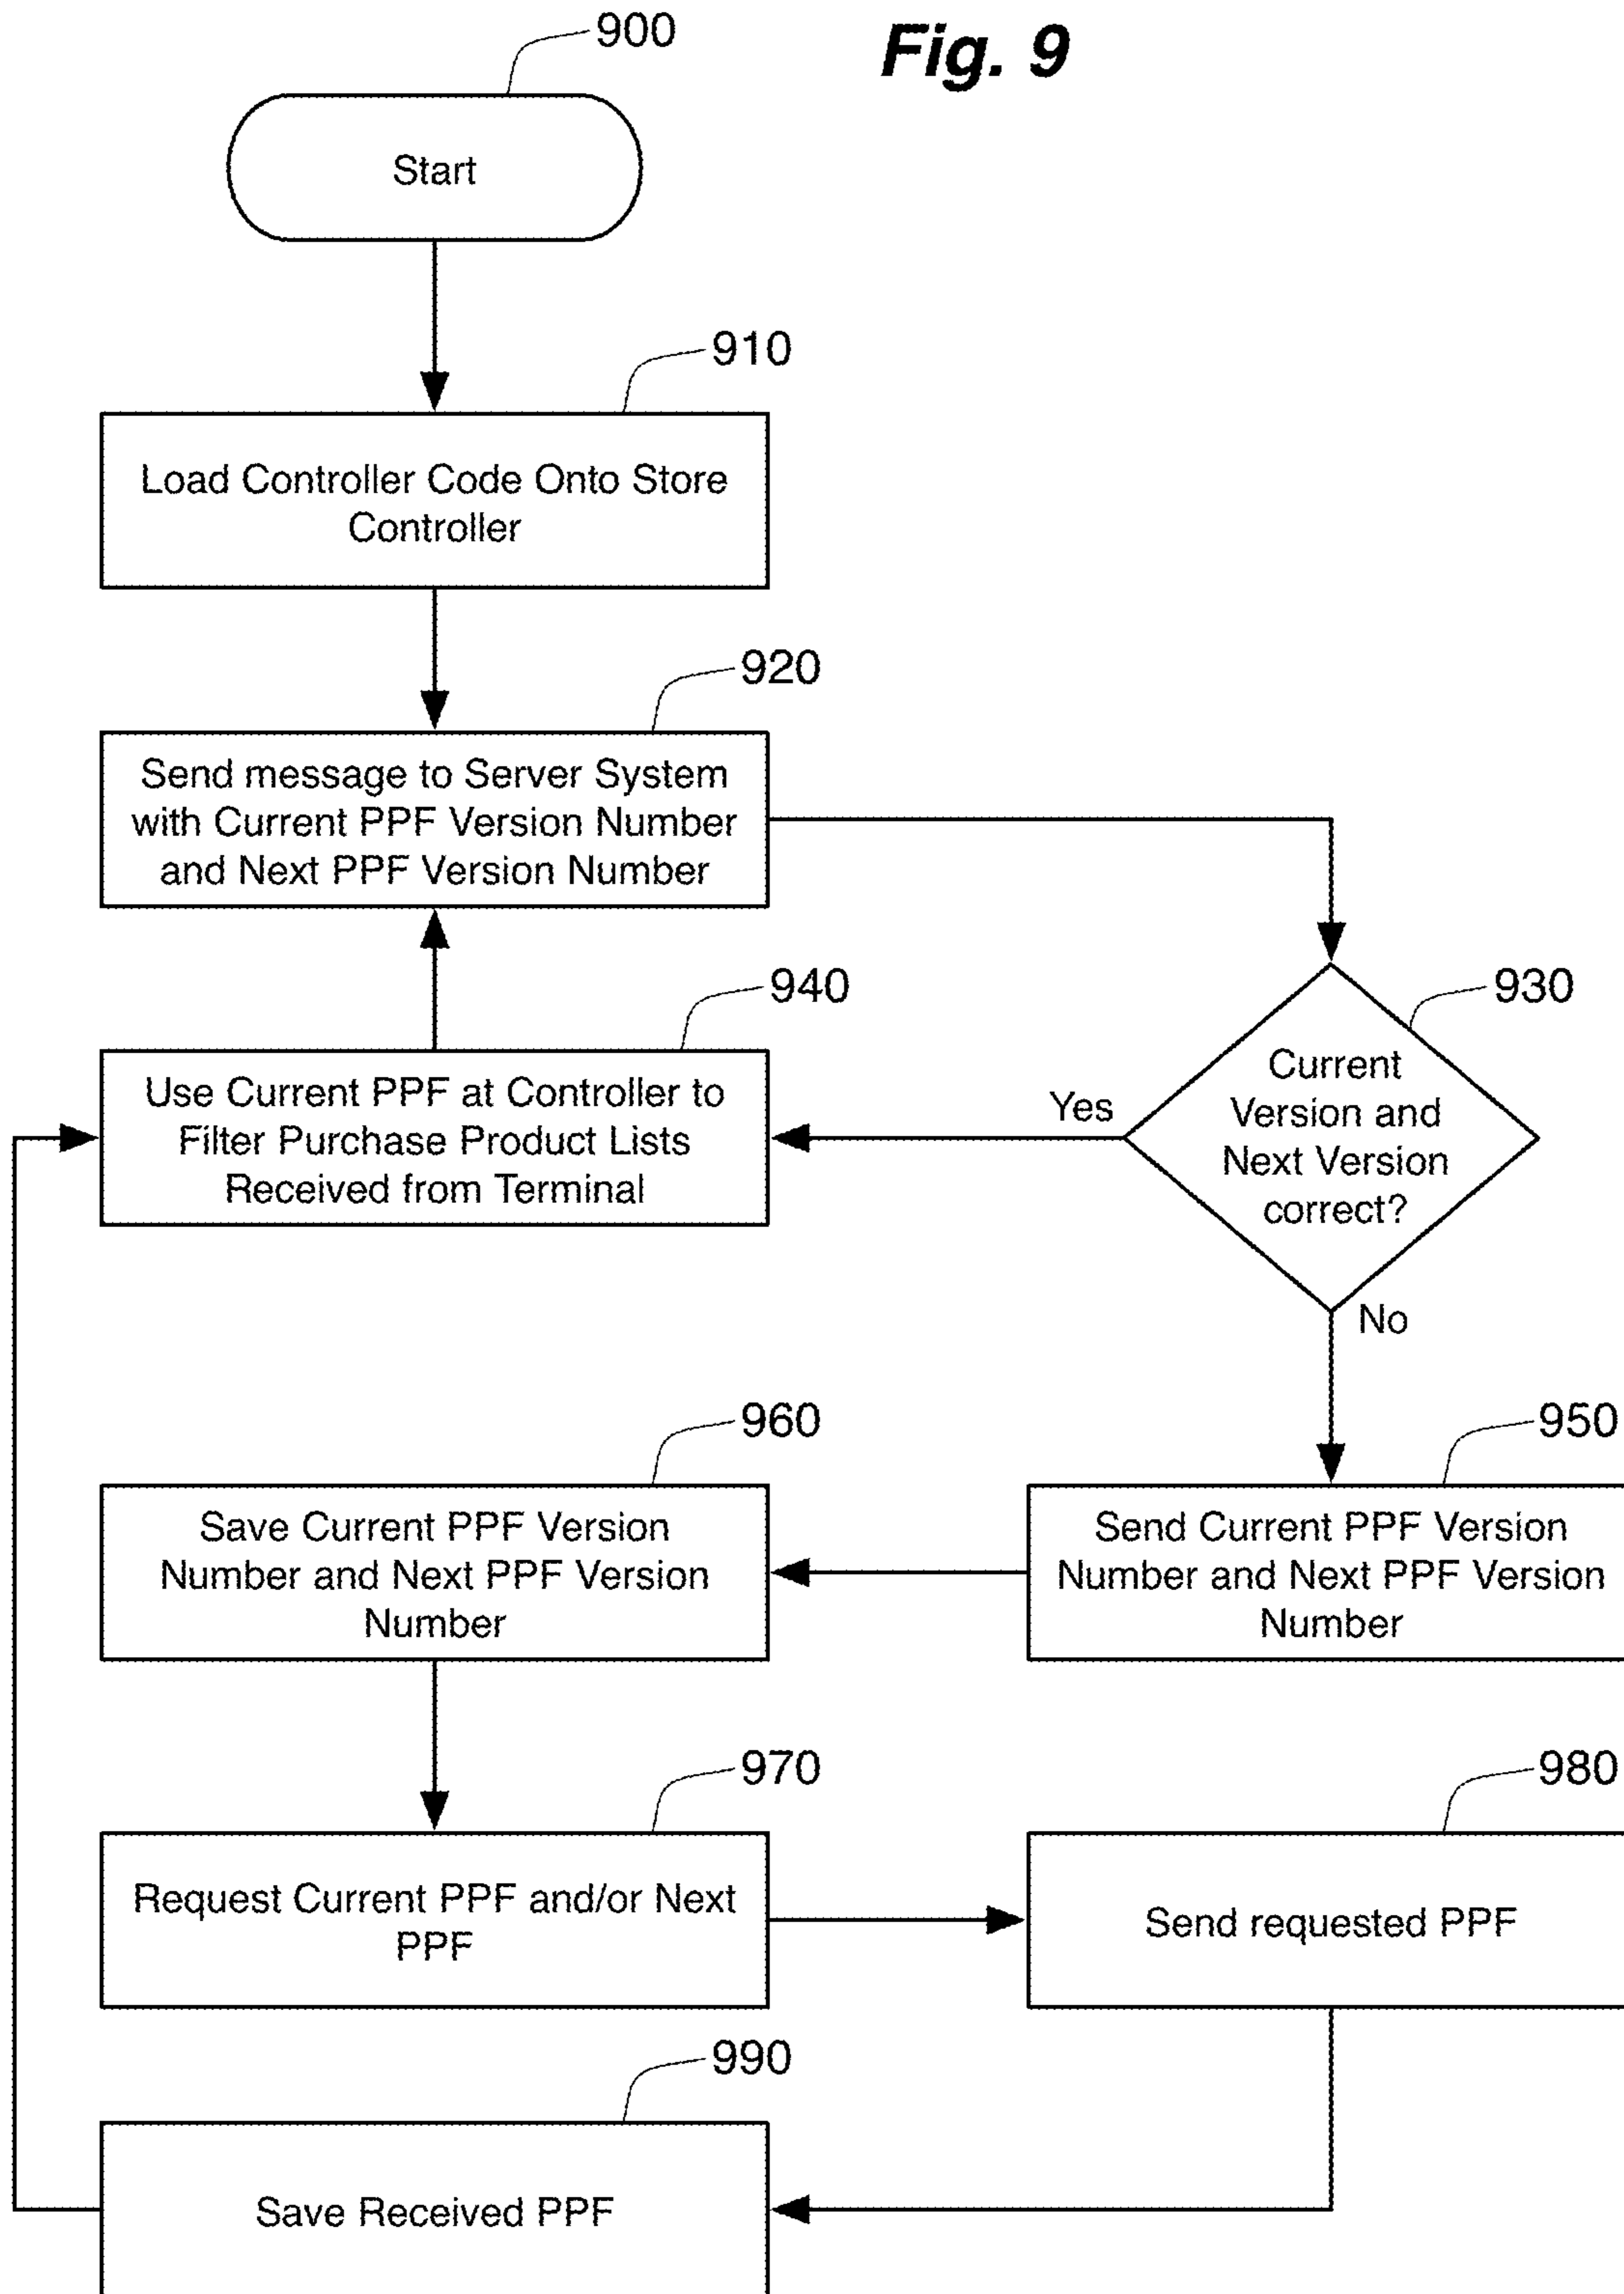 900
Fig. 9
Start
910
Load Controller Code Onto Store
Controller
920
Send message to Server System
with Current PPF Version Number
and Next PPF Version Number
940
930
Use Current PPF at Controller to
Filter Purchase Product Lists
Received from Terminal
Yes
Current
Version and
Next Version
correct?
No
960
950
Save Current PPF Version
Number and Next PPF Version
Number
Send Current PPF Version
Number and Next PPF Version
Number
970
980
Request Current PPF and/or Next
PPF
Send requested PPF
990
Save Received PPF